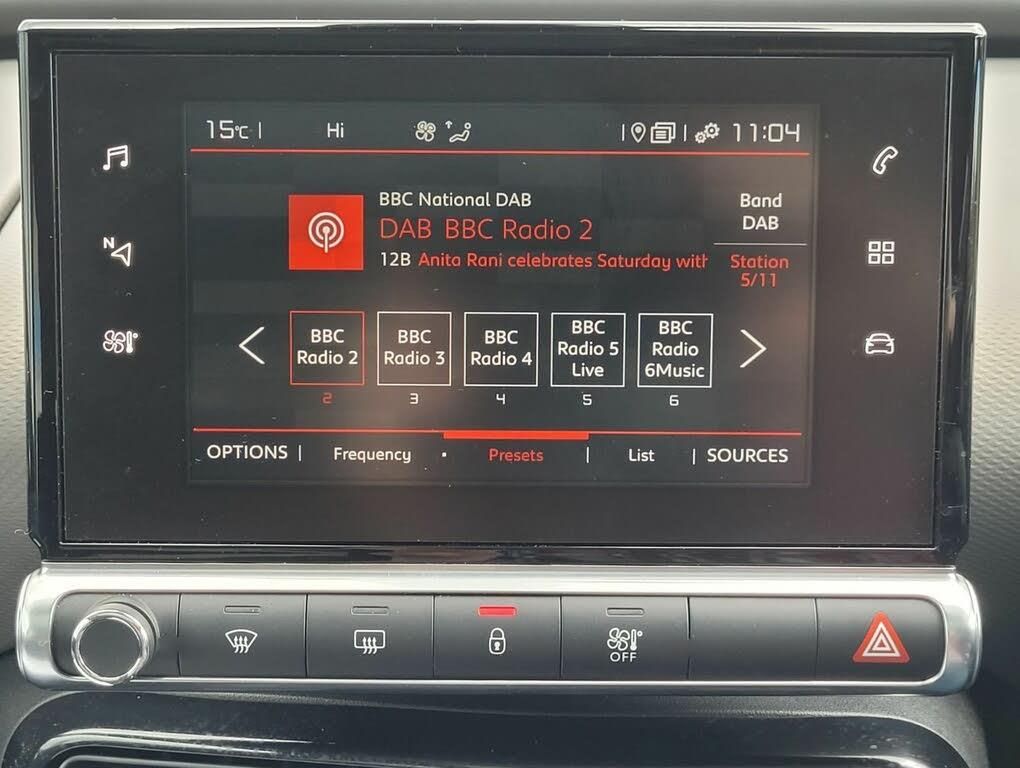 15°C | Hi | | 11:04
BBC National DAB
DAB BBC Radio 2
12B Anita Rani celebrates Saturday with
Band
DAB
Station
5/11
BBC
Radio 2
BBC
Radio 3
BBC
Radio 4
BBC
Radio 5
Live
BBC
Radio
6Music
2 3 4 5 6
OPTIONS | Frequency · Presets | List | SOURCES
N
OFF